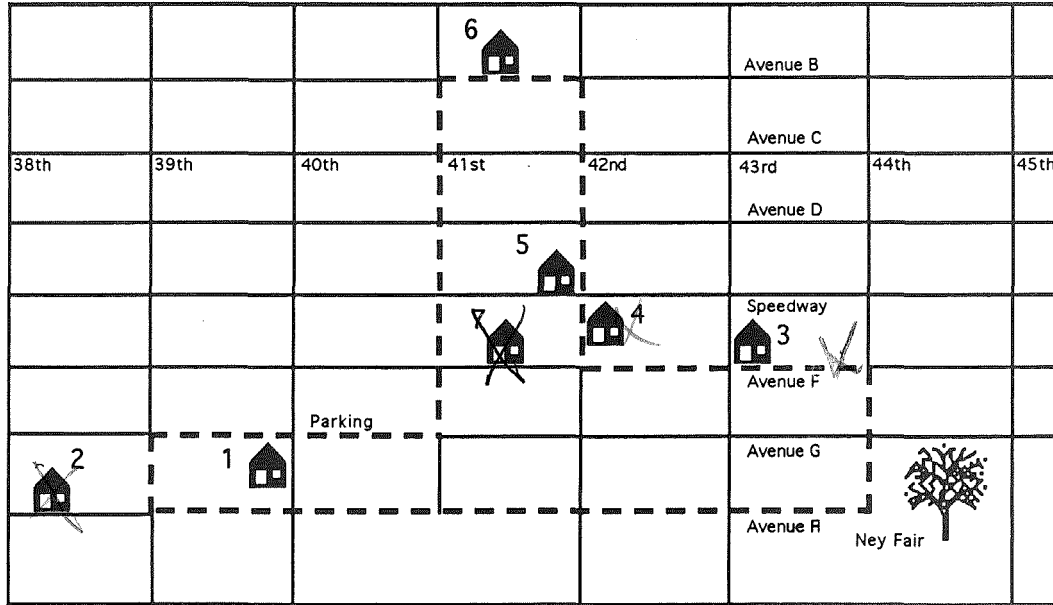 6
Avenue B
Avenue C
38th 39th 40th 41st 42nd 43rd 44th 45th
Avenue D
5
Speedway
7 4 3
Avenue F
Parking
2 1 Avenue G
Ney Fair